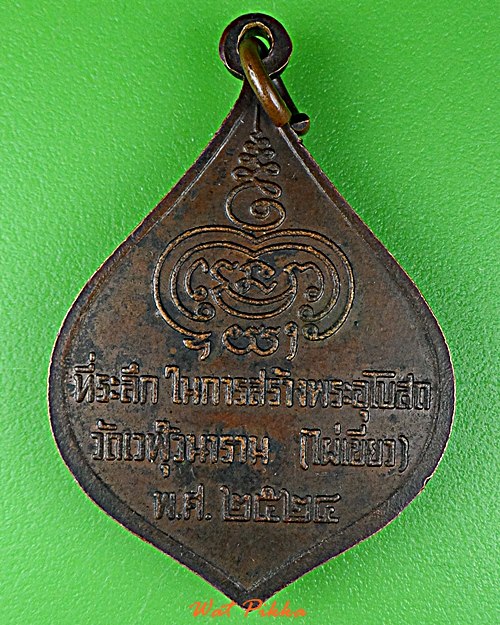 ที่ระลึก ในการสร้างพระอุโบสถ
วัดเวฬุวนาราม (ไผ่เขียว)
พ.ศ. ๒๕๒๔
Wat Pikka